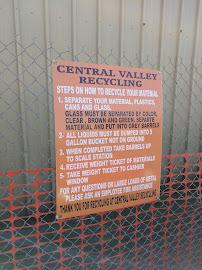 CENTRAL VALLEY
RECYCLING
STEPS ON HOW TO RECYCLE YOUR MATERIAL
1. SEPARATE YOUR MATERIAL, PLASTICS,
CANS AND GLASS.
GLASS MUST BE SEPARATED BY COLOR,
CLEAR, BROWN AND GREEN. SEPARATE
MATERIAL AND PUT INTO GREY BARRELS
2- ALL LIQUIDS MUST BE DUMPED INTO 5
GALLON BUCKET NOT ON GROUND
3- WHEN COMPLETED TAKE BARRELS UP
TO SCALE STATION
4. RECEIVE WEIGHT TICKET OF MATERIALS
5- TAKE WEIGHT TICKET TO CASHIER
WINDOW
FOR ANY QUESTIONS OR LARGE LOADS OF METAL
PLEASE ASK AN EMPLOYEE FOR ASSISTANCE
THANK YOU FOR RECYCLING AT CENTRAL VALLEY RECYCLING